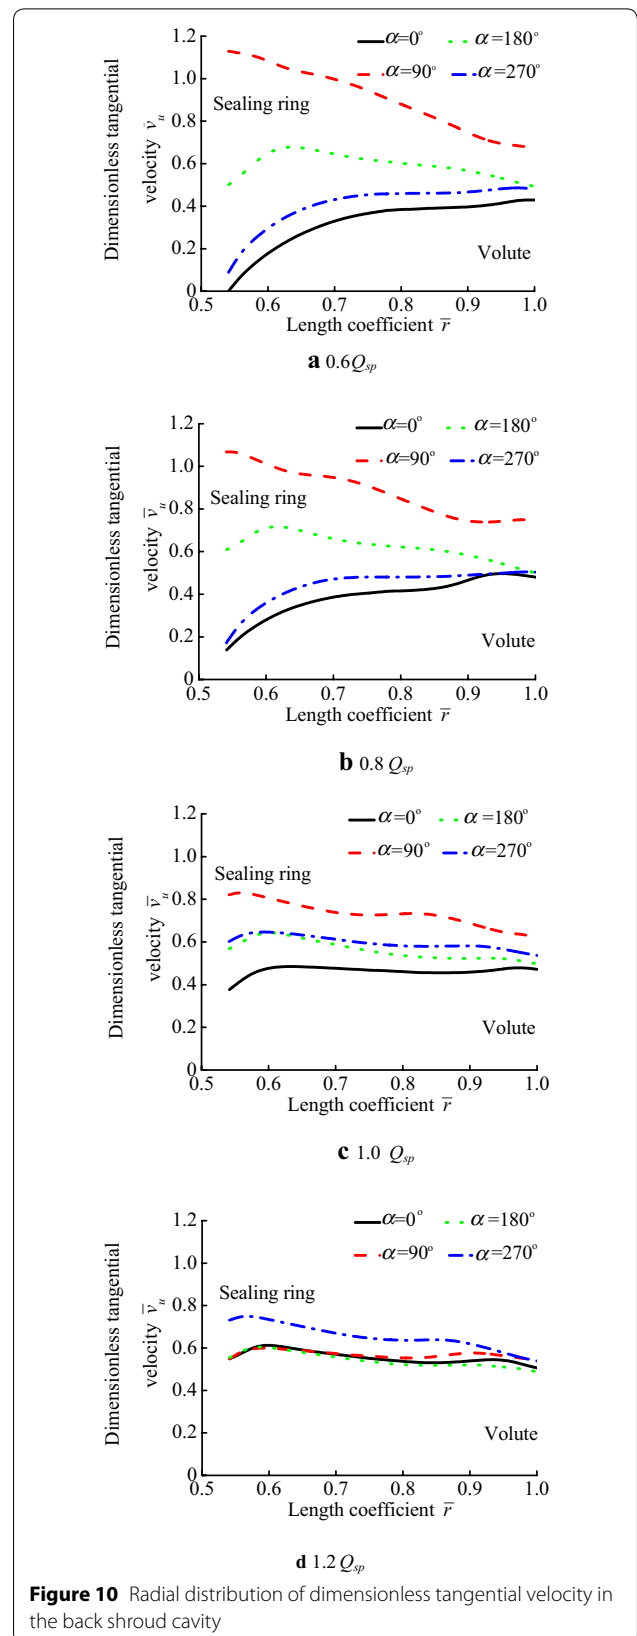 1.2
α=0° α=180°
α=90° α=270°
1.0
Sealing ring
0.8
0.6
0.4
0.2
Volute
0
0.5 0.6 0.7 0.8 0.9 1.0
Dimensionless tangential
velocity v̄u
Length coefficient r̄
a 0.6Qsp
1.2
α=0° α=180°
α=90° α=270°
1.0
Sealing ring
0.8
0.6
0.4
0.2
Volute
0
0.5 0.6 0.7 0.8 0.9 1.0
Dimensionless tangential
velocity v̄u
Length coefficient r̄
b 0.8 Qsp
1.2
α=0° α=180°
α=90° α=270°
1.0
Sealing ring
0.8
0.6
0.4
0.2
Volute
0
0.5 0.6 0.7 0.8 0.9 1.0
Dimensionless tangential
velocity v̄u
Length coefficient r̄
c 1.0 Qsp
1.2
α=0° α=180°
α=90° α=270°
1.0
Sealing ring
0.8
0.6
0.4
0.2
Volute
0
0.5 0.6 0.7 0.8 0.9 1.0
Dimensionless tangential
velocity v̄u
Length coefficient r̄
d 1.2 Qsp
Figure 10 Radial distribution of dimensionless tangential velocity in
the back shroud cavity